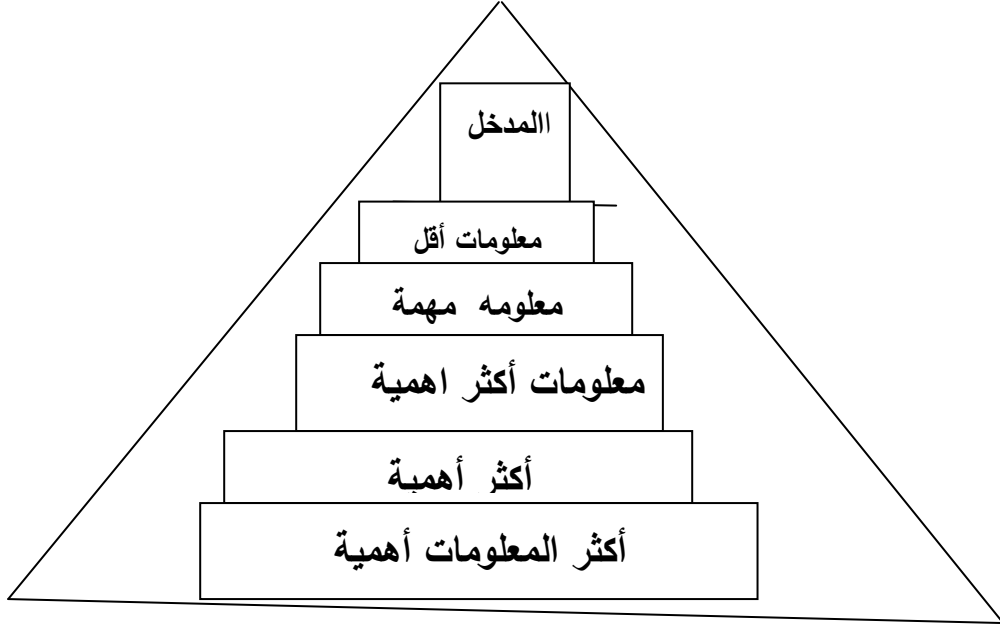 االمدخل
معلومات أقل
معلومه مهمة
معلومات أكثر اهمية
أكثر أهمية
أكثر المعلومات أهمية